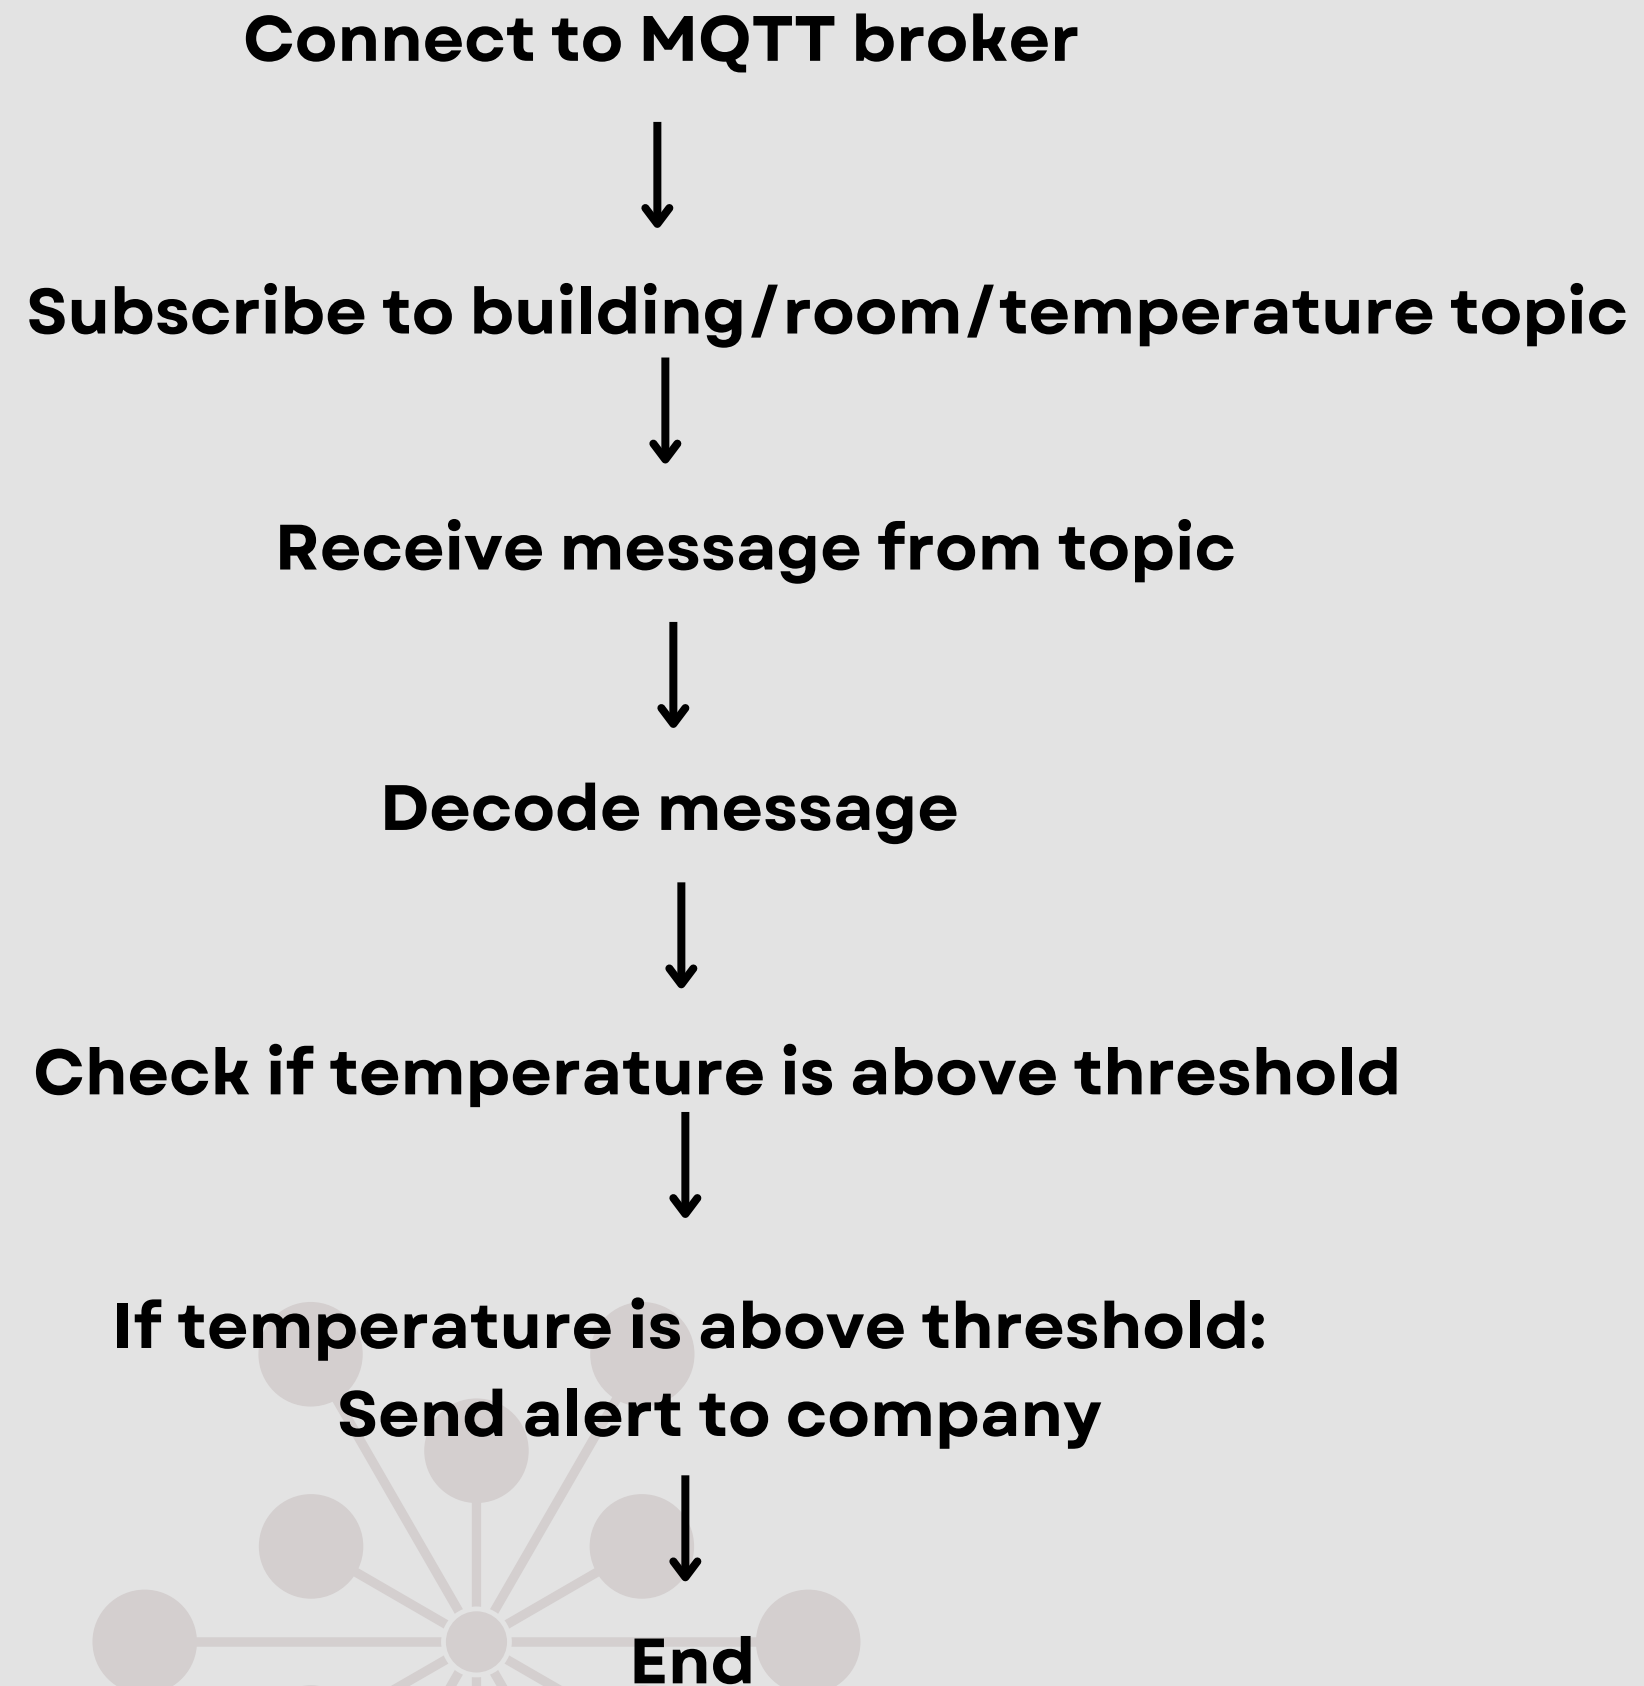 Connect to MQTT broker
Subscribe to building/room/temperature topic
Receive message from topic
Decode message
Check if temperature is above threshold
If temperature is above threshold:
Send alert to company
End